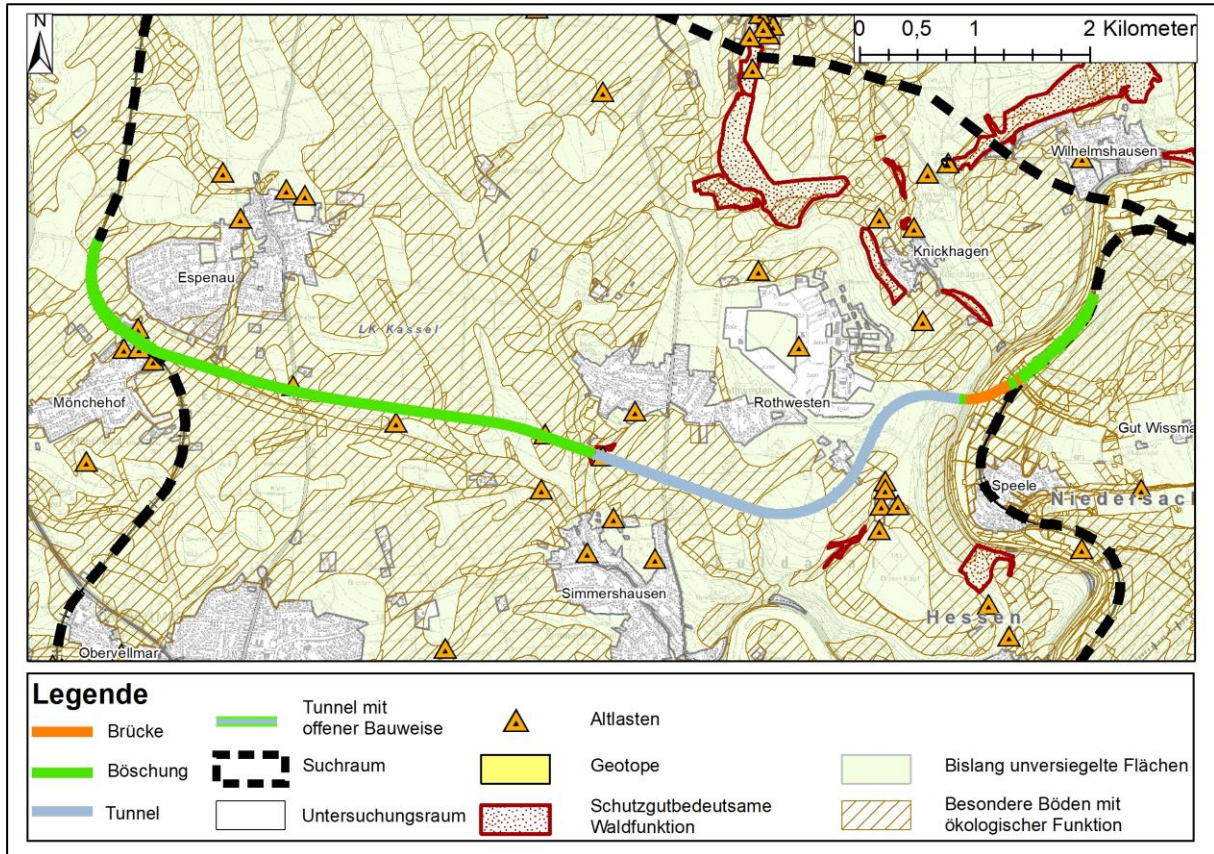 N
0 0,5 1 2 Kilometer
Wilhelmshausen
Knickhagen
Espenau
LK Kassel
Mönchehof
Rothwesten
Gut Wissma
Speele
Niedersach
Simmershausen
Hessen
Obervellmar
Legende
Brücke
Böschung
Tunnel
Tunnel mit
offener Bauweise
Suchraum
Untersuchungsraum
Altlasten
Geotope
Schutzgutbedeutsame
Waldfunktion
Bislang unversiegelte Flächen
Besondere Böden mit
ökologischer Funktion